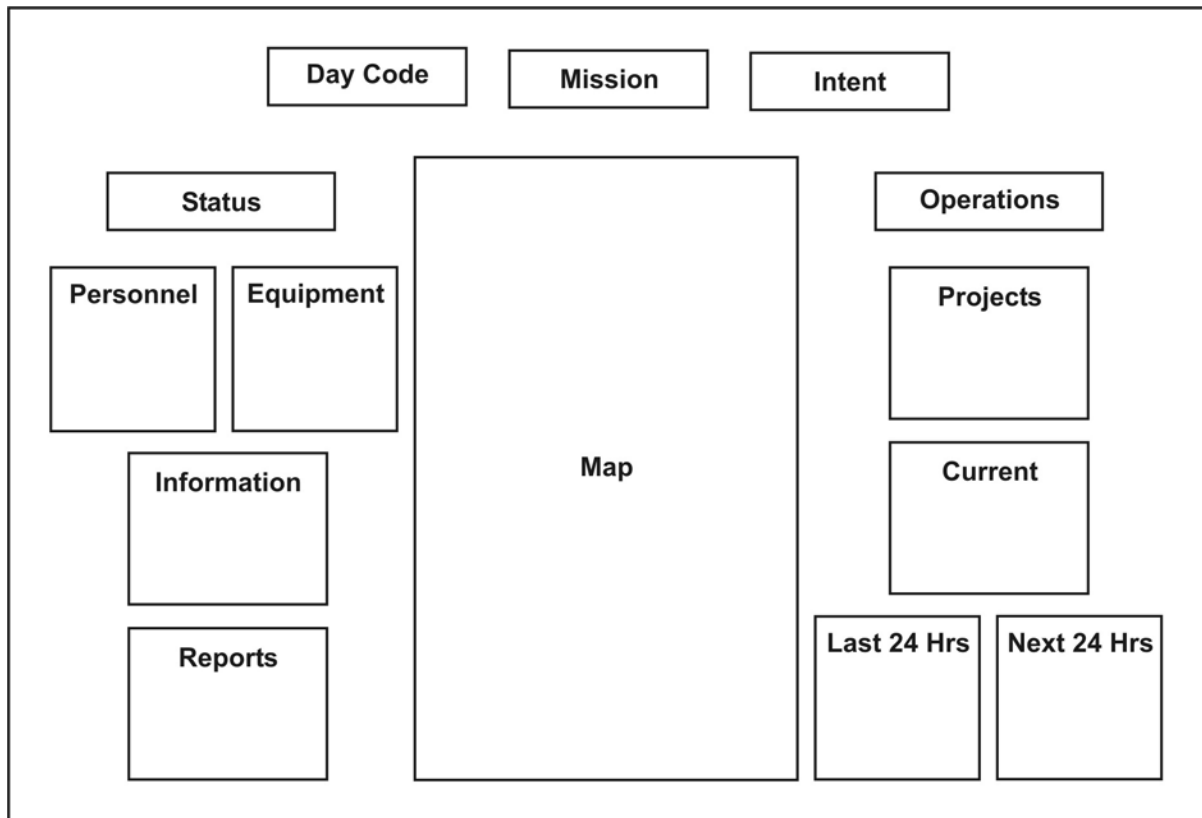 Day Code
Mission
Intent
Status
Operations
Personnel
Equipment
Projects
Information
Map
Current
Reports
Last 24 Hrs
Next 24 Hrs